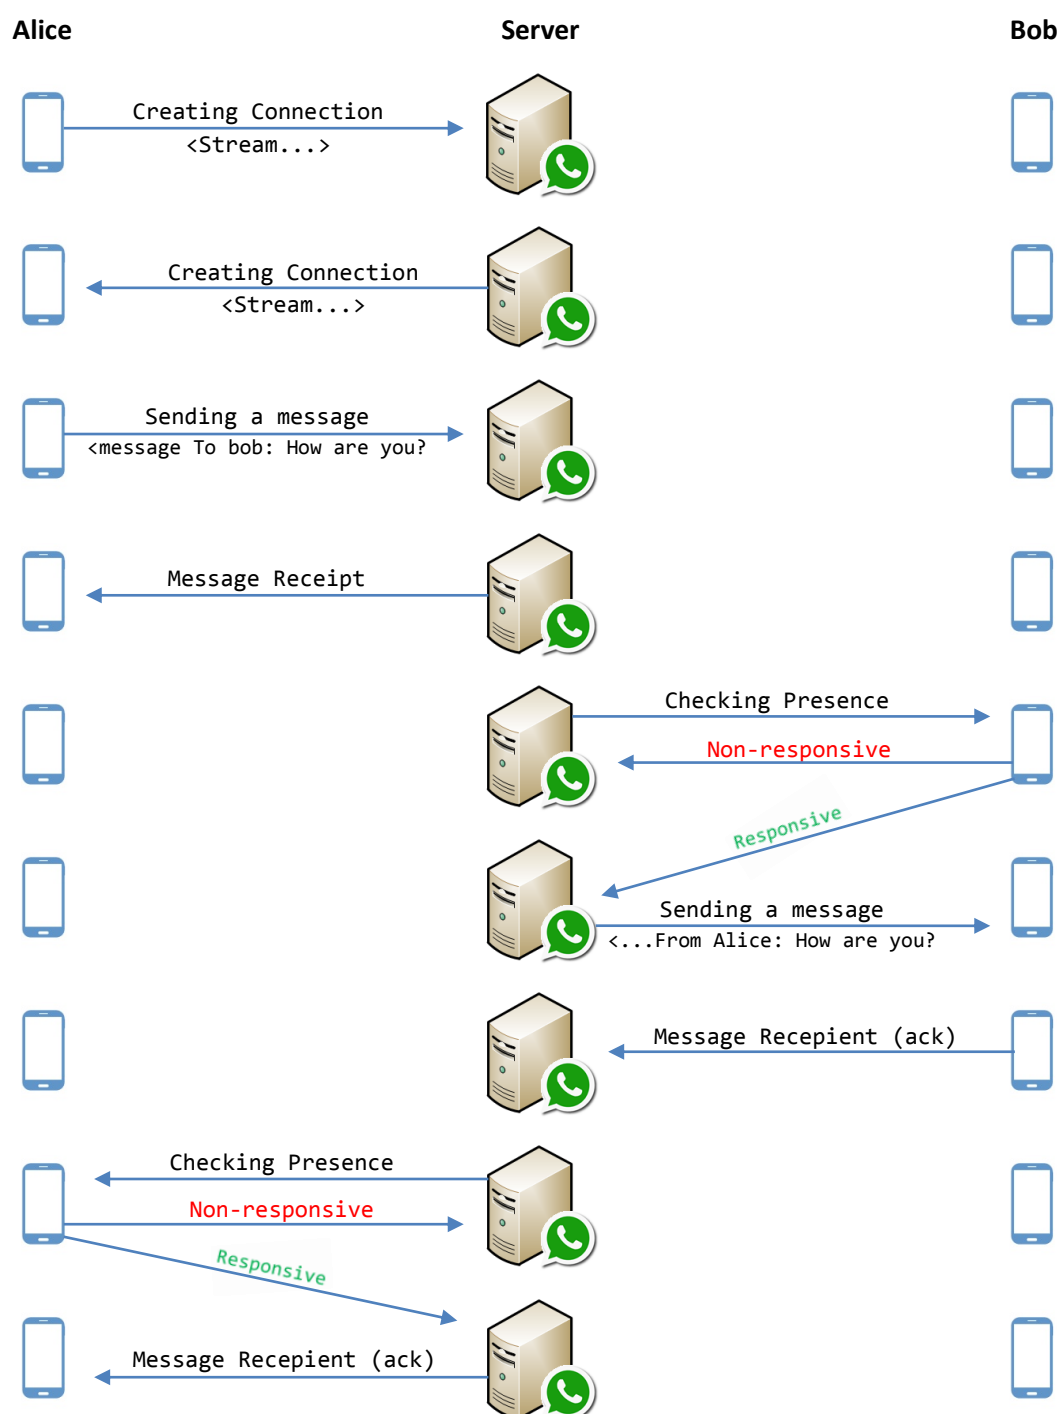 Alice Server Bob
Creating Connection
<Stream...>
Creating Connection
<Stream...>
Sending a message
<message To bob: How are you?
Message Receipt
Checking Presence
Non-responsive
Responsive
Sending a message
<...From Alice: How are you?
Message Recepient (ack)
Checking Presence
Non-responsive
Responsive
Message Recepient (ack)